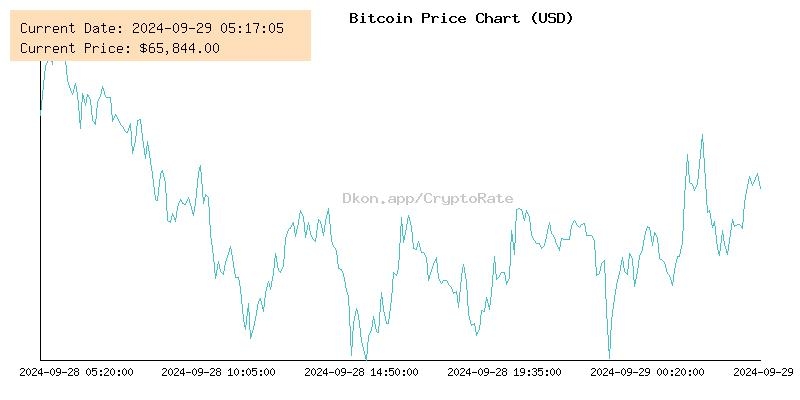 Bitcoin Price Chart (USD)
Current Date: 2024-09-29 05:17:05
Current Price: $65,844.00
Dkon.app/CryptoRate
2024-09-28 05:20:00 2024-09-28 10:05:00 2024-09-28 14:50:00 2024-09-28 19:35:00 2024-09-29 00:20:00 2024-09-29